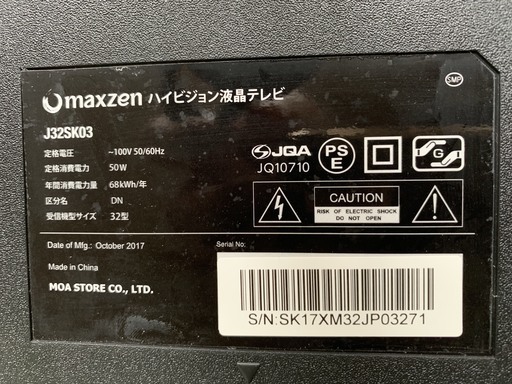 maxzen ハイビジョン液晶テレビ
SMP
J32SK03
定格電圧 ~100V 50/60Hz
定格消費電力 50W
年間消費電力量 68kWh/年
区分名 DN
受信機型サイズ 32型
JQA
JQ10710
PS
E
G
CAUTION
RISK OF ELECTRIC SHOCK
DO NOT OPEN
Date of Mfg.: October 2017
Serial No:
Made in China
MOA STORE CO., LTD.
S/N:SK17XM32JP03271